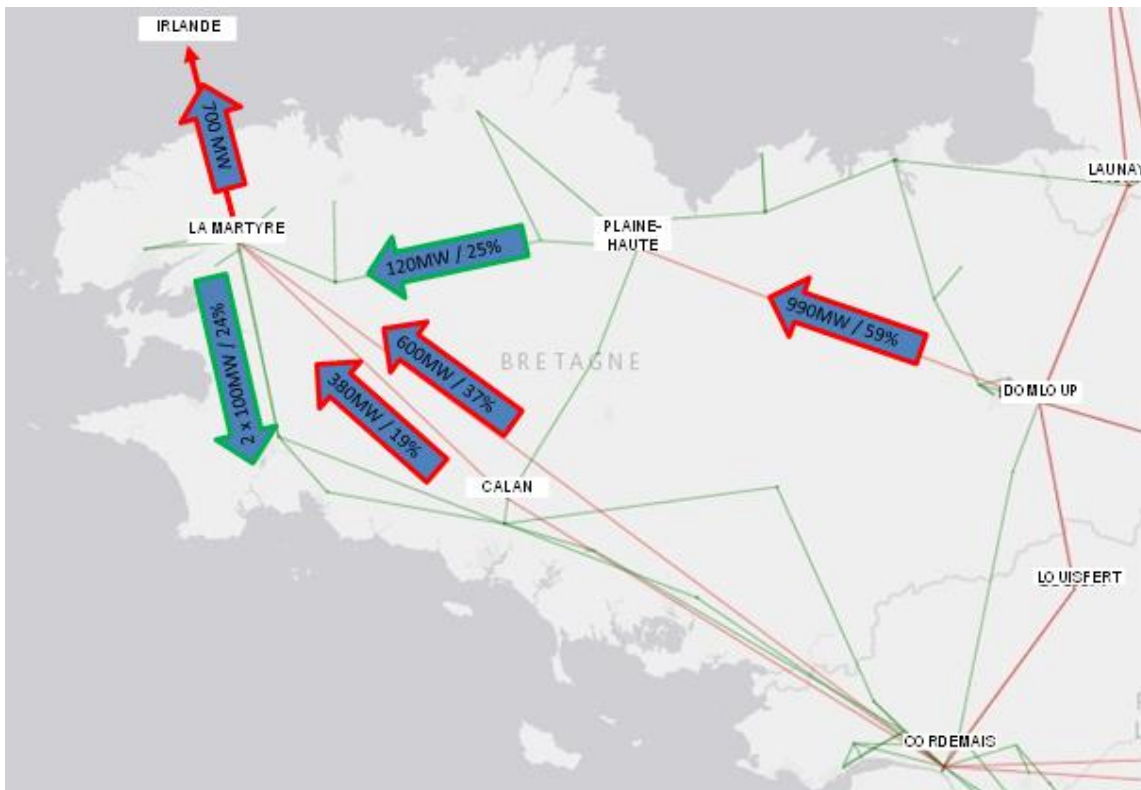 IRLANDE
700 MW
LAUNAY
LA MARTYRE
PLAINE-
HAUTE
120MW / 25%
990MW / 59%
2 x 100MW / 24%
600MW / 37%
BRETAGNE
380MW / 19%
DOMLOUP
CALAN
LOUISFERT
CORDEMAIS